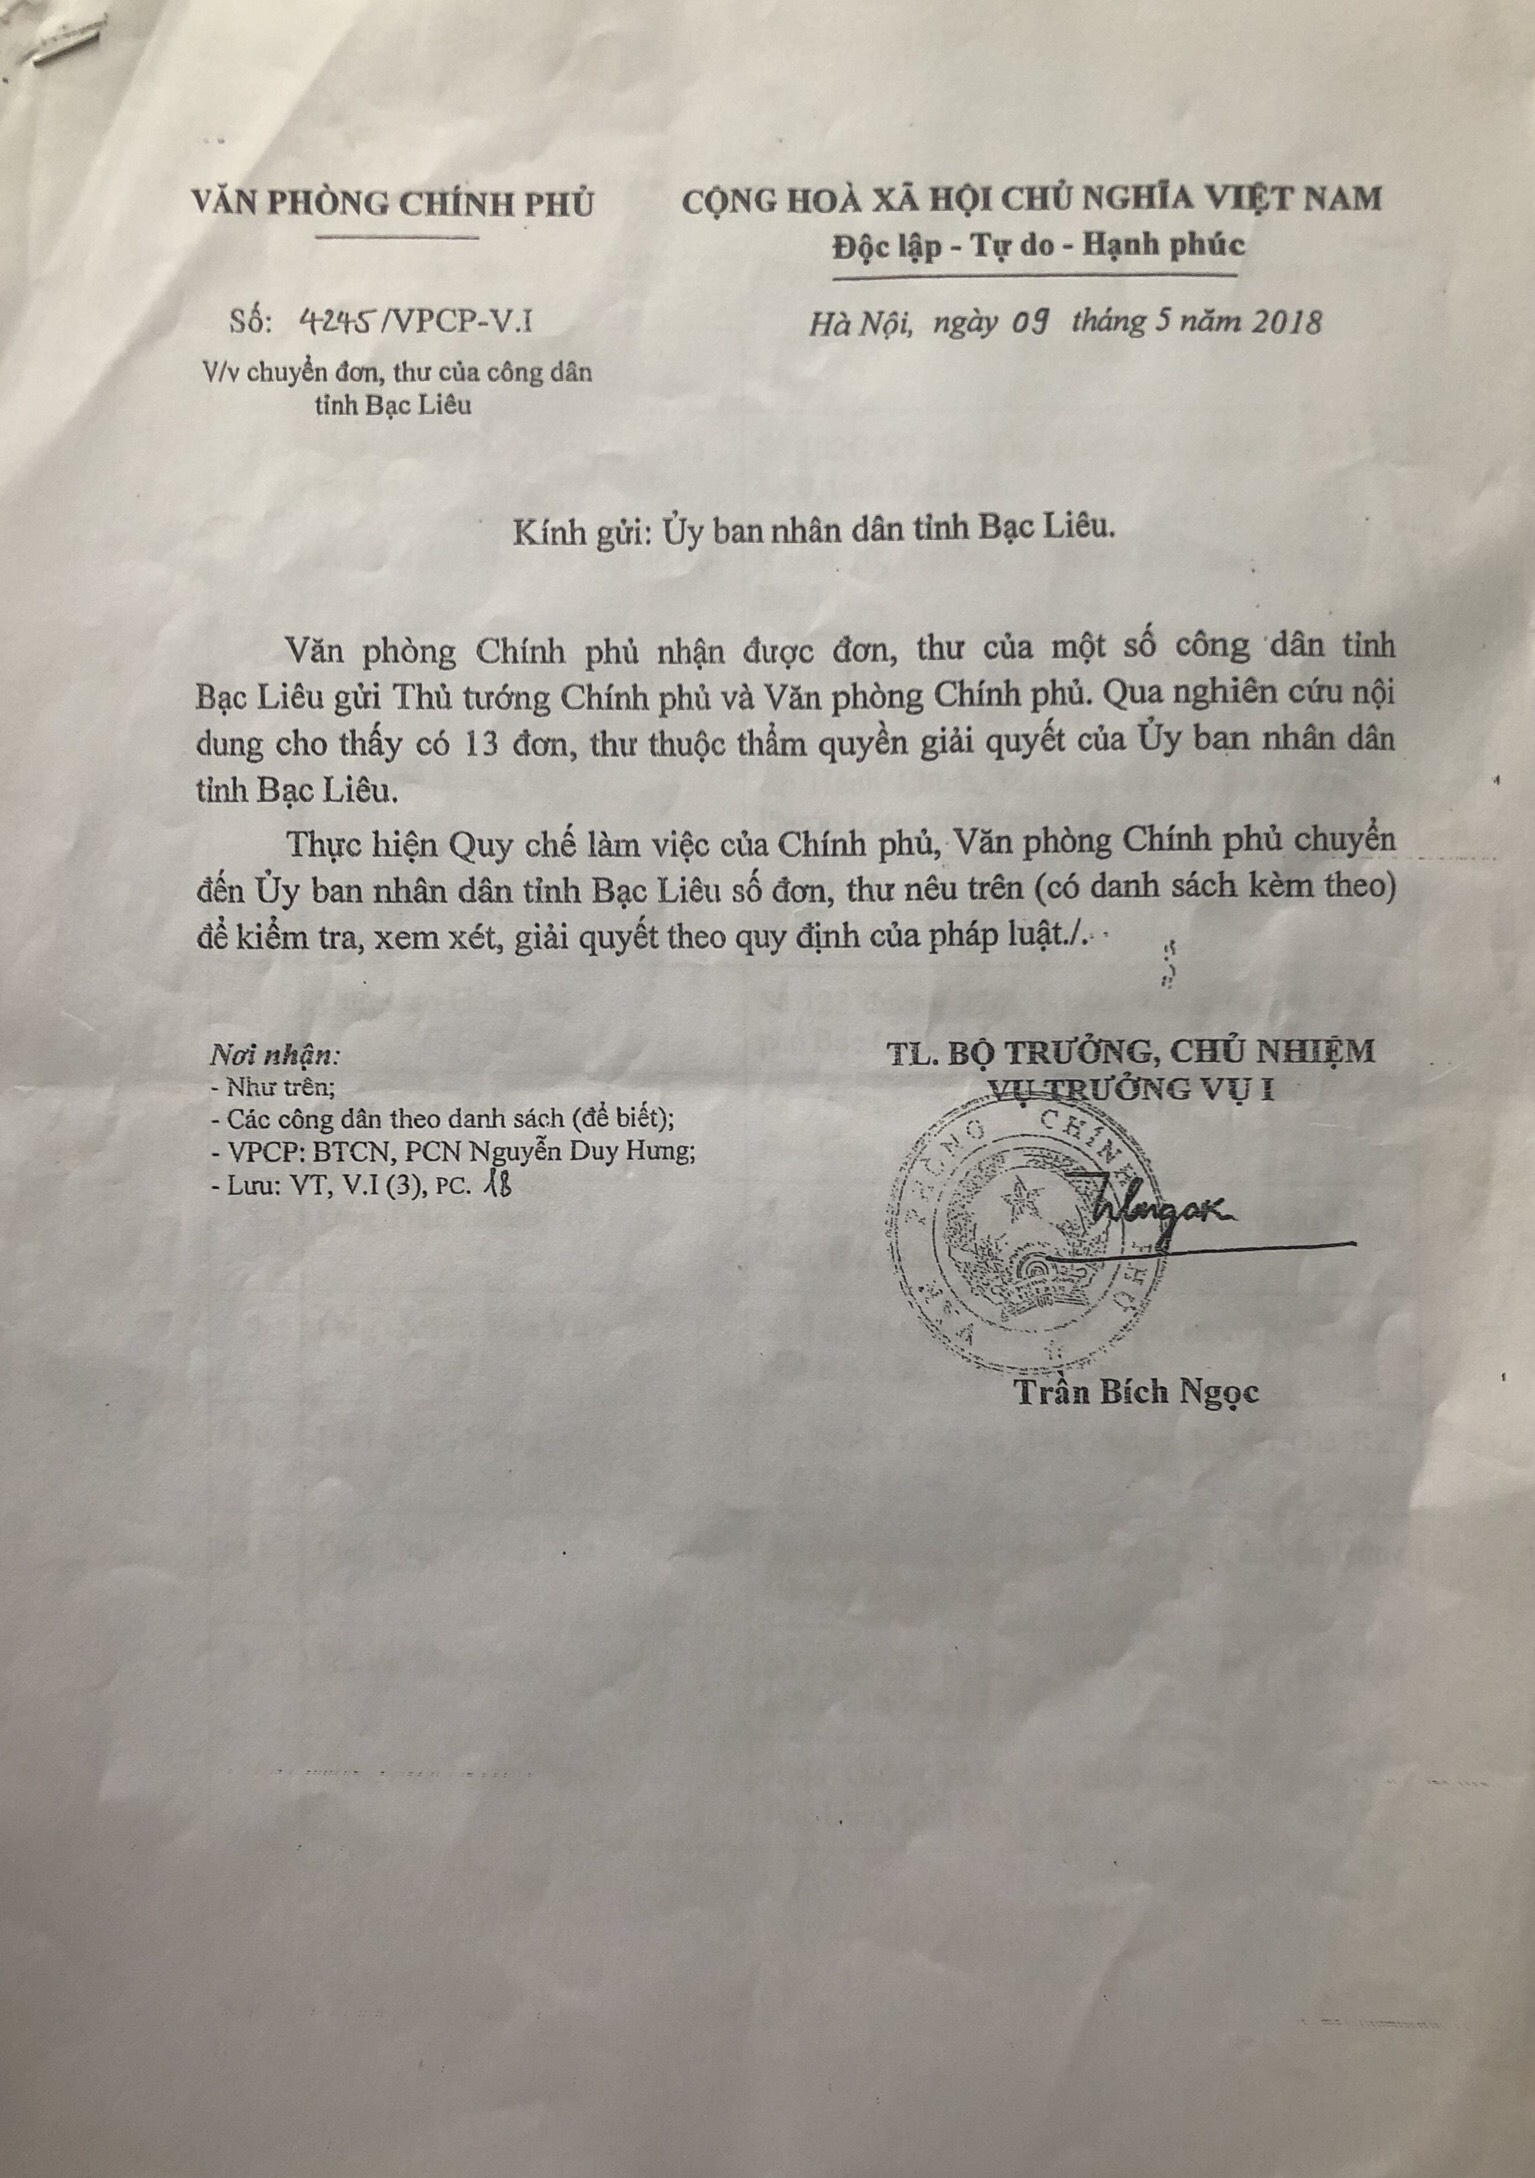 VĂN PHÒNG CHÍNH PHỦ
CỘNG HOÀ XÃ HỘI CHỦ NGHĨA VIỆT NAM
Độc lập - Tự do - Hạnh phúc
Số: 4245/VPCP-V.I
Hà Nội, ngày 09 tháng 5 năm 2018
V/v chuyển đơn, thư của công dân
tỉnh Bạc Liêu
Kính gửi: Ủy ban nhân dân tỉnh Bạc Liêu.
Văn phòng Chính phủ nhận được đơn, thư của một số công dân tỉnh
Bạc Liêu gửi Thủ tướng Chính phủ và Văn phòng Chính phủ. Qua nghiên cứu nội
dung cho thấy có 13 đơn, thư thuộc thẩm quyền giải quyết của Ủy ban nhân dân
tỉnh Bạc Liêu.
Thực hiện Quy chế làm việc của Chính phủ, Văn phòng Chính phủ chuyển
đến Ủy ban nhân dân tỉnh Bạc Liêu số đơn, thư nêu trên (có danh sách kèm theo)
để kiểm tra, xem xét, giải quyết theo quy định của pháp luật./.
Nơi nhận:
- Như trên;
- Các công dân theo danh sách (để biết);
- VPCP: BTCN, PCN Nguyễn Duy Hưng;
- Lưu: VT, V.I (3), PC. 18
TL. BỘ TRƯỞNG, CHỦ NHIỆM
VỤ TRƯỞNG VỤ I
VĂN PHÒNG CHÍNH PHỦ
Trần Bích Ngọc